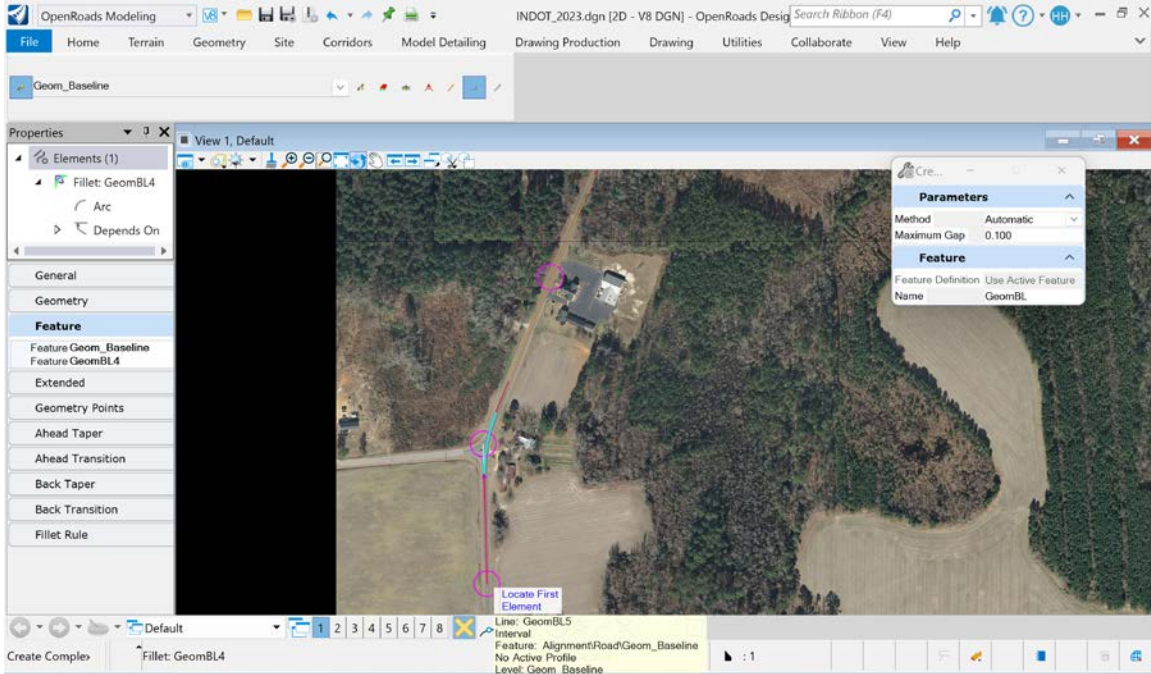 OpenRoads Modeling
INDOT_2023.dgn [2D - V8 DGN] - OpenRoads Desig
Search Ribbon (F4)
HH
File Home Terrain Geometry Site Corridors Model Detailing Drawing Production Drawing Utilities Collaborate View Help
Geom_Baseline
Properties
View 1, Default
Elements (1)
Fillet: GeomBL4
Arc
Depends On
General
Geometry
Feature
Feature Geom_Baseline
Feature GeomBL4
Extended
Geometry Points
Ahead Taper
Ahead Transition
Back Taper
Back Transition
Fillet Rule
Cre...
Parameters
Method Automatic
Maximum Gap 0.100
Feature
Feature Definition Use Active Feature
Name GeomBL
Locate First
Element
Line: GeomBL5
Interval
Feature: Alignment\Road\Geom_Baseline
No Active Profile
Level: Geom_Baseline
Default
1 2 3 4 5 6 7 8
Create Complex
Fillet: GeomBL4
: 1